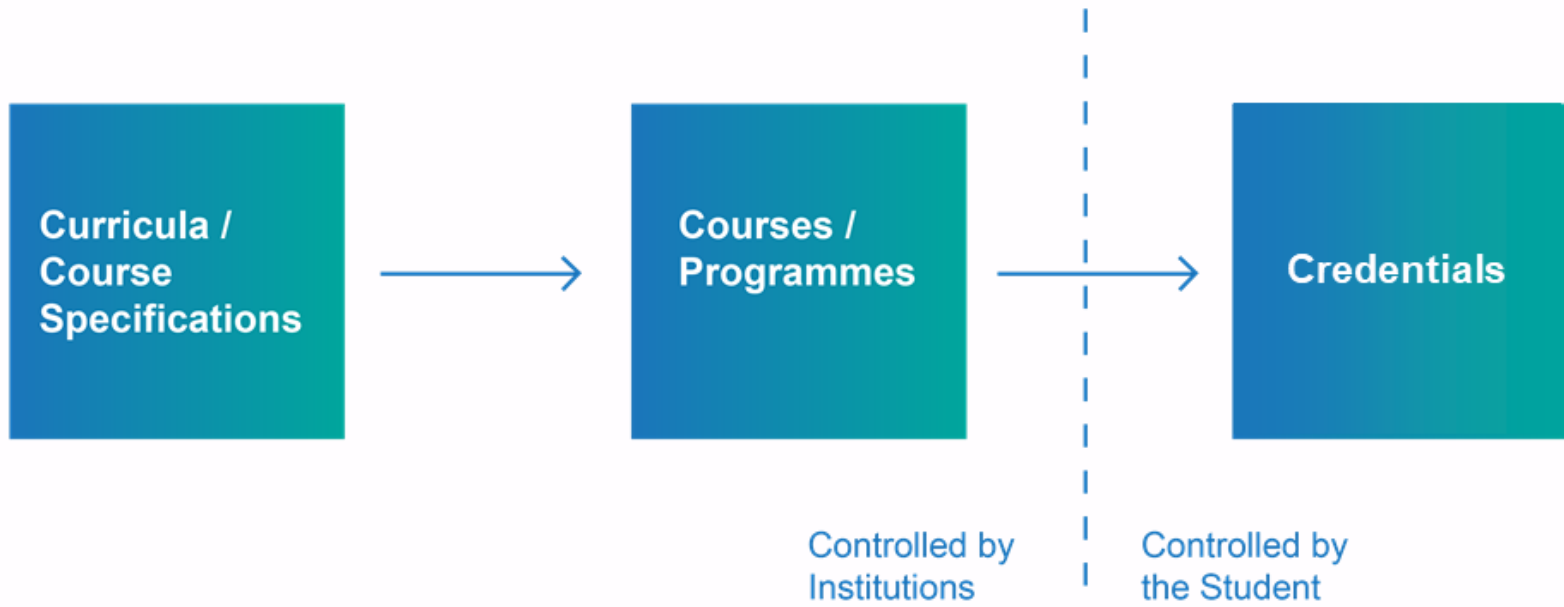 Curricula /
Course
Specifications
Courses /
Programmes
Credentials
Controlled by
Institutions
Controlled by
the Student